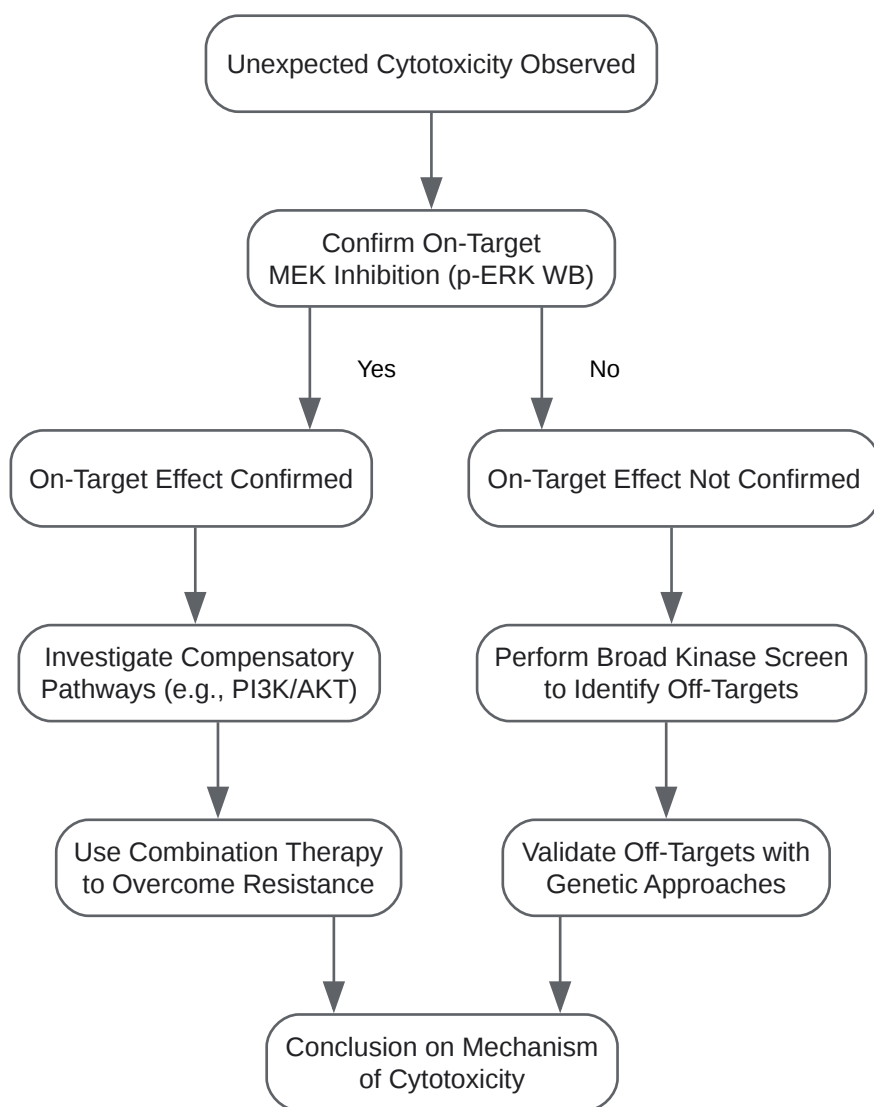 Unexpected Cytotoxicity Observed
Confirm On-Target
MEK Inhibition (p-ERK WB)
Yes
No
On-Target Effect Confirmed
On-Target Effect Not Confirmed
Investigate Compensatory
Pathways (e.g., PI3K/AKT)
Perform Broad Kinase Screen
to Identify Off-Targets
Use Combination Therapy
to Overcome Resistance
Validate Off-Targets with
Genetic Approaches
Conclusion on Mechanism
of Cytotoxicity